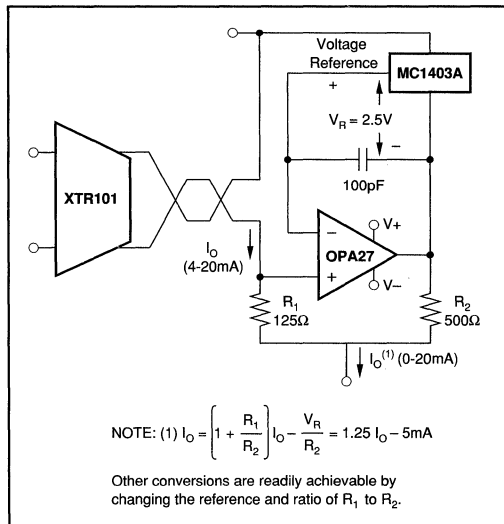 Voltage
Reference
MC1403A
+
V_R = 2.5V
−
100pF
XTR101
−
V+
OPA27
+
V−
I_O
(4-20mA)
R_1
125Ω
R_2
500Ω
I_O^(1) (0-20mA)
NOTE: (1) I_O = [1 + R_1/R_2] I_O − V_R/R_2 = 1.25 I_O − 5mA
Other conversions are readily achievable by
changing the reference and ratio of R_1 to R_2.